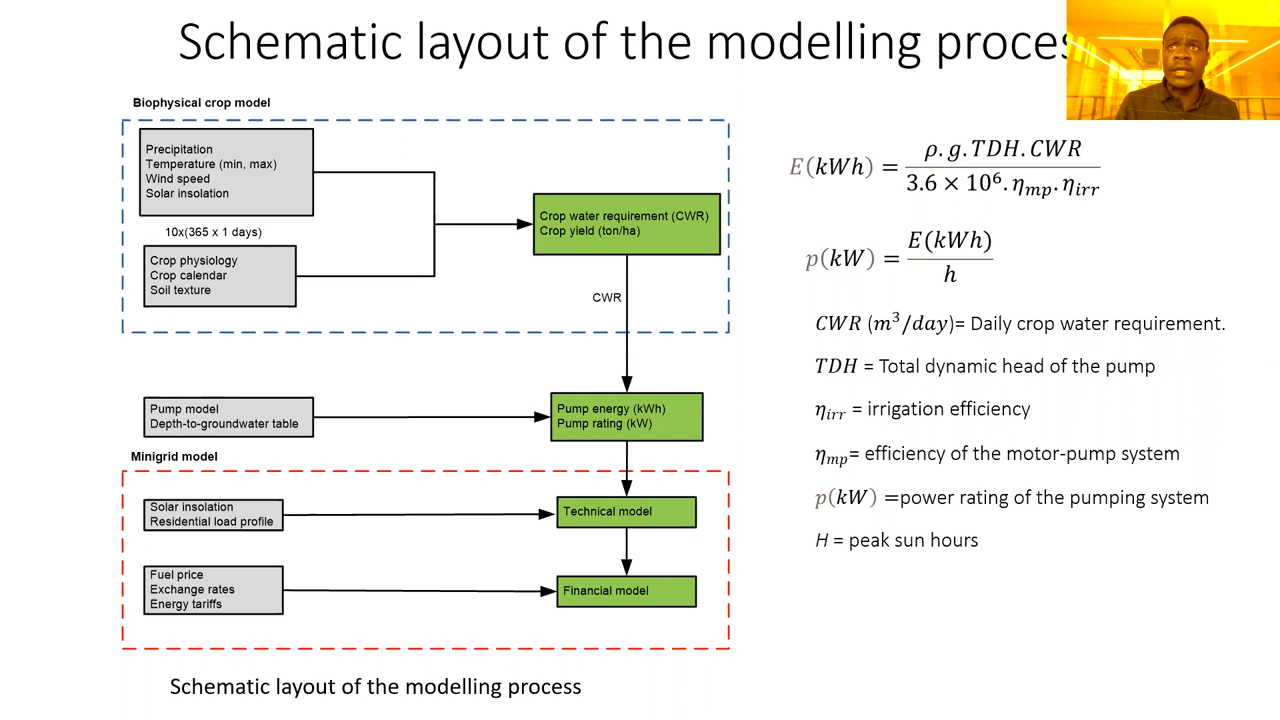 Schematic layout of the modelling proces
Biophysical crop model
Precipitation
Temperature (min, max)
Wind speed
Solar insolation
10x(365 x 1 days)
Crop physiology
Crop calendar
Soil texture
Crop water requirement (CWR)
Crop yield (ton/ha)
CWR
Pump model
Depth-to-groundwater table
Pump energy (kWh)
Pump rating (kW)
Minigrid model
Solar insolation
Residential load profile
Technical model
Fuel price
Exchange rates
Energy tariffs
Financial model
Schematic layout of the modelling process
E(kWh) = ρ.g.TDH.CWR / 3.6 × 10⁶.η_mp.η_irr
p(kW) = E(kWh) / h
CWR (m³/day)= Daily crop water requirement.
TDH = Total dynamic head of the pump
η_irr = irrigation efficiency
η_mp= efficiency of the motor-pump system
p(kW) =power rating of the pumping system
H = peak sun hours